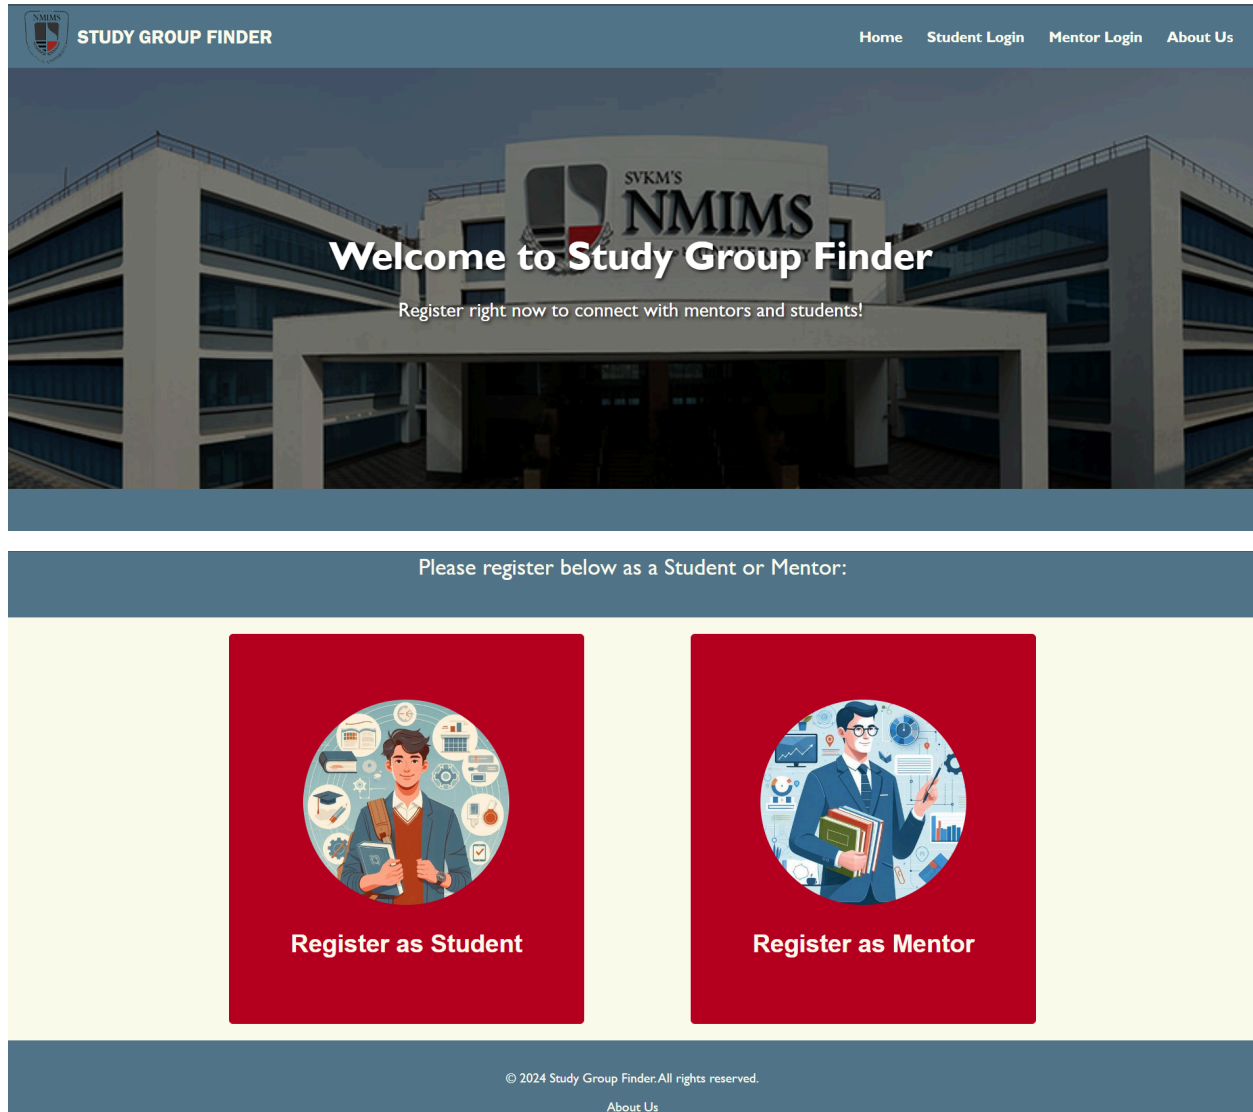 NMIMS
STUDY GROUP FINDER
Home
Student Login
Mentor Login
About Us
SVKM'S
NMIMS
Welcome to Study Group Finder
Register right now to connect with mentors and students!
Please register below as a Student or Mentor:
Register as Student
Register as Mentor
© 2024 Study Group Finder. All rights reserved.
About Us